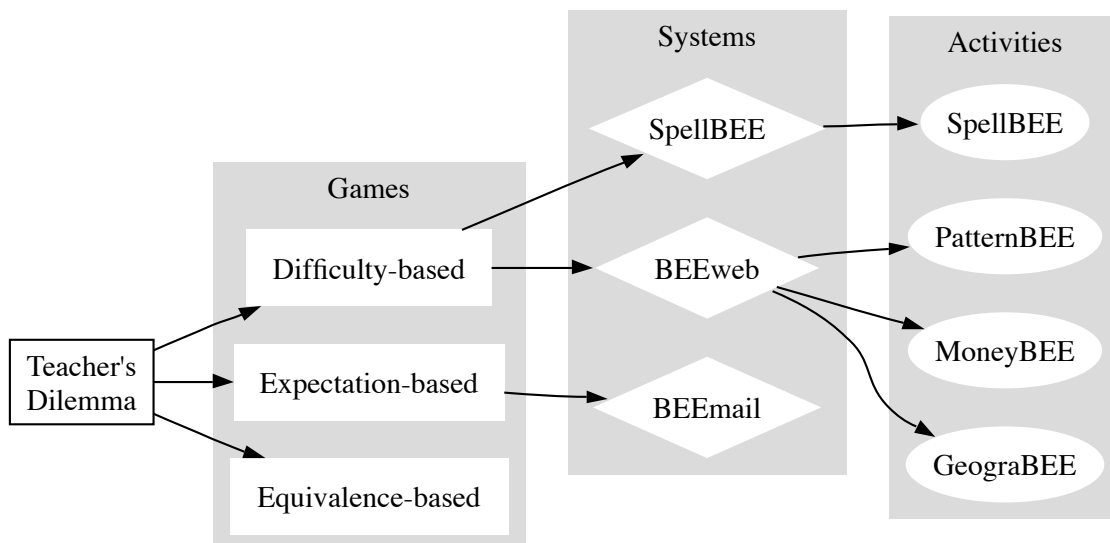 Teacher's
Dilemma
Games
Difficulty-based
Expectation-based
Equivalence-based
Systems
SpellBEE
BEEweb
BEEmail
Activities
SpellBEE
PatternBEE
MoneyBEE
GeograBEE